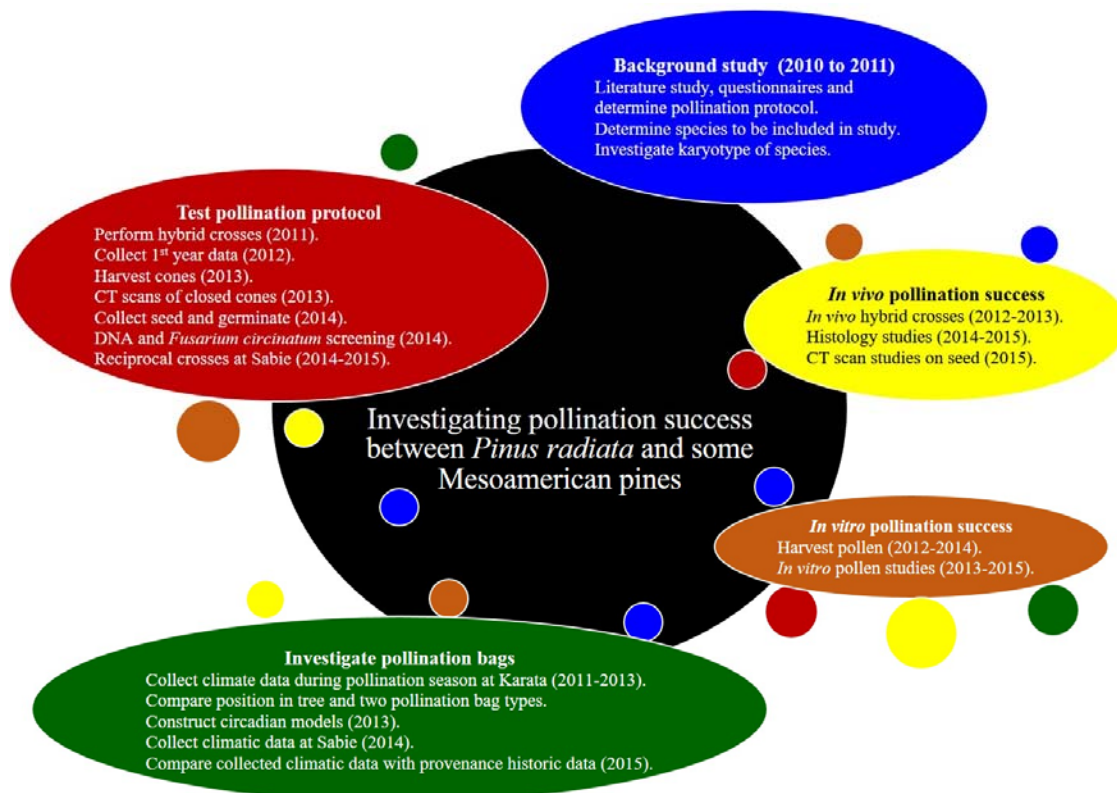 Background study (2010 to 2011)
Literature study, questionnaires and
determine pollination protocol.
Determine species to be included in study.
Investigate karyotype of species.
Test pollination protocol
Perform hybrid crosses (2011).
Collect 1st year data (2012).
Harvest cones (2013).
CT scans of closed cones (2013).
Collect seed and germinate (2014).
DNA and Fusarium circinatum screening (2014).
Reciprocal crosses at Sabie (2014-2015).
In vivo pollination success
In vivo hybrid crosses (2012-2013).
Histology studies (2014-2015).
CT scan studies on seed (2015).
Investigating pollination success
between Pinus radiata and some
Mesoamerican pines
In vitro pollination success
Harvest pollen (2012-2014).
In vitro pollen studies (2013-2015).
Investigate pollination bags
Collect climate data during pollination season at Karata (2011-2013).
Compare position in tree and two pollination bag types.
Construct circadian models (2013).
Collect climatic data at Sabie (2014).
Compare collected climatic data with provenance historic data (2015).